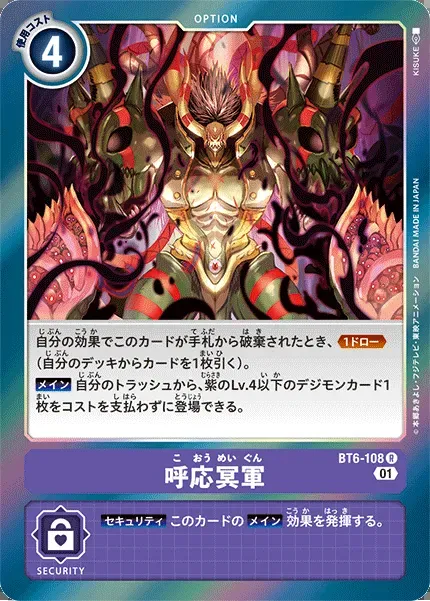 使用コスト
4
OPTION
KISUKE
BANDAI MADE IN JAPAN
©本郷あきよし・フジテレビ・東映アニメーション
自分の効果でこのカードが手札から破棄されたとき、1ドロー
(自分のデッキからカードを1枚引く)。
メイン 自分のトラッシュから、紫のLv.4以下のデジモンカード1
枚をコストを支払わずに登場できる。
BT6-108 R
こおうめいぐん
呼応冥軍
01
セキュリティ このカードの メイン 効果を発揮する。
SECURITY